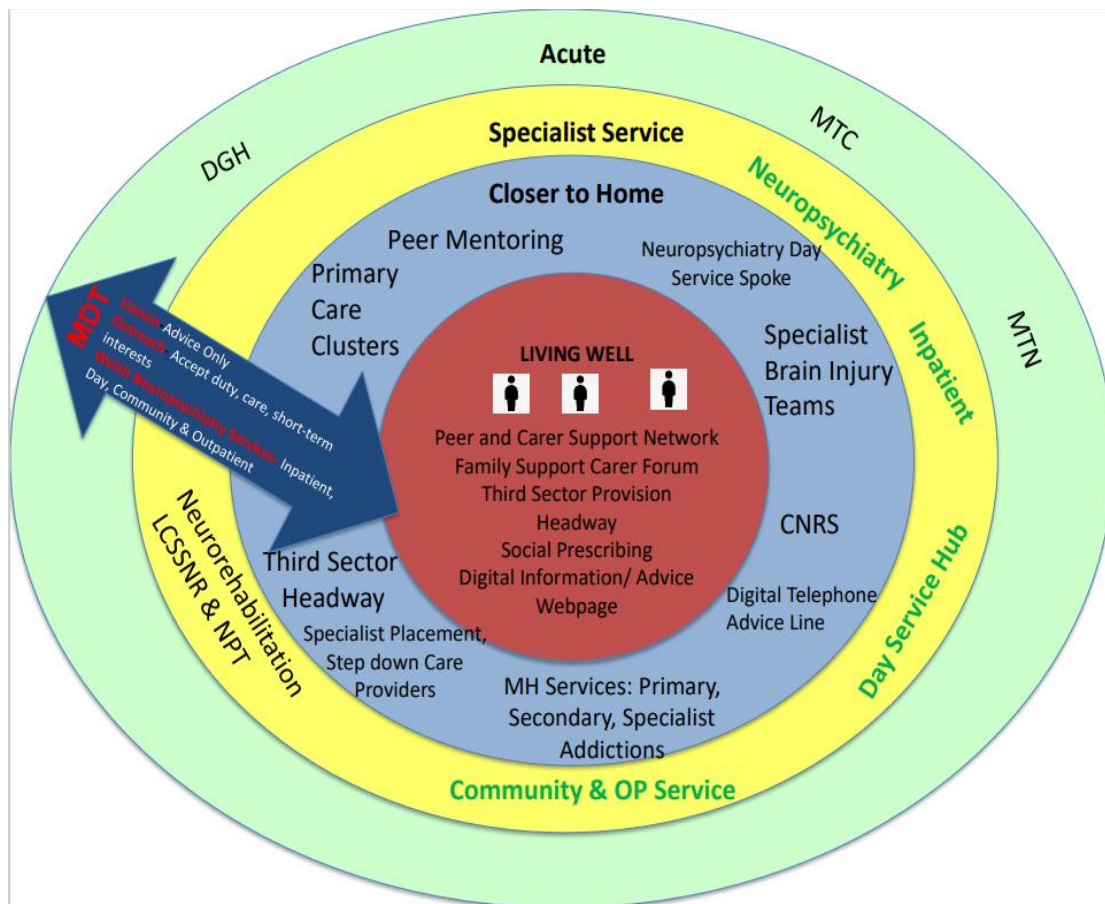 Acute
DGH
MTC
MTN
Specialist Service
Neuropsychiatry
Inpatient
Day Service Hub
Community & OP Service
Neurorehabilitation
LCSSNR & NPT
Closer to Home
Peer Mentoring
Primary
Care
Clusters
Neuropsychiatry Day
Service Spoke
Specialist
Brain Injury
Teams
CNRS
Digital Telephone
Advice Line
MH Services: Primary,
Secondary, Specialist
Addictions
Specialist Placement,
Step down Care
Providers
Third Sector
Headway
MDT
Liaison-Advice Only
Outreach- Accept duty, care, short-term
interests
Welsh Neuropsychiatry Services- Inpatient,
Day, Community & Outpatient
LIVING WELL
Peer and Carer Support Network
Family Support Carer Forum
Third Sector Provision
Headway
Social Prescribing
Digital Information/ Advice
Webpage